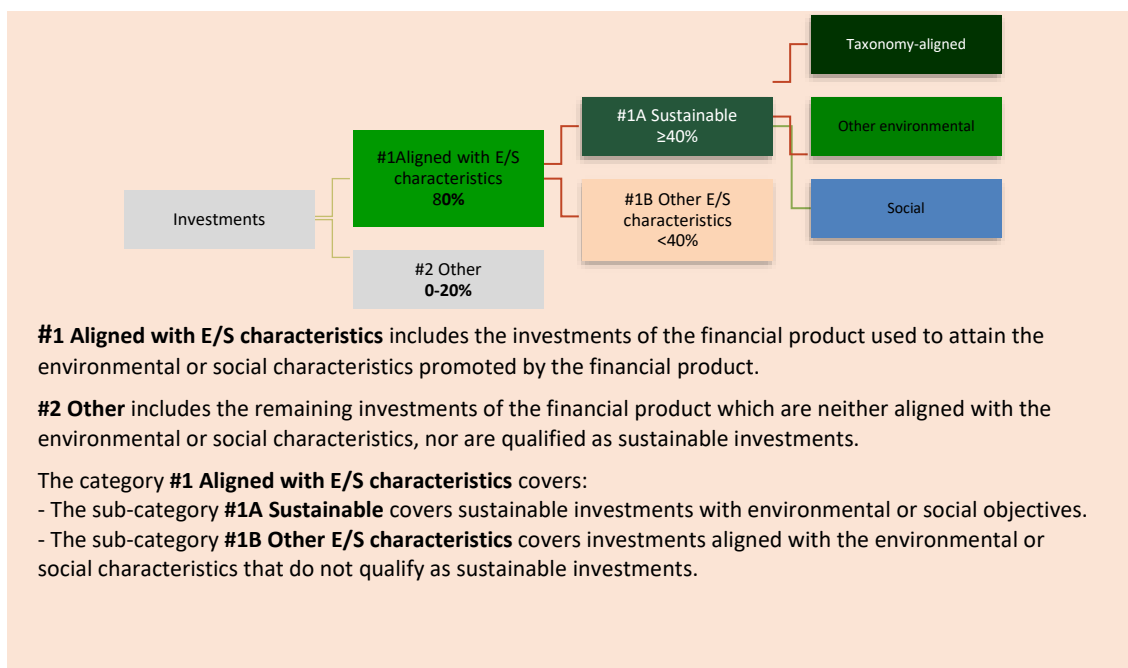 Taxonomy-aligned
#1A Sustainable
≥40%
Other environmental
#1Aligned with E/S
characteristics
80%
#1B Other E/S
characteristics
<40%
Investments
Social
#2 Other
0-20%
#1 Aligned with E/S characteristics includes the investments of the financial product used to attain the
environmental or social characteristics promoted by the financial product.
#2 Other includes the remaining investments of the financial product which are neither aligned with the
environmental or social characteristics, nor are qualified as sustainable investments.
The category #1 Aligned with E/S characteristics covers:
- The sub-category #1A Sustainable covers sustainable investments with environmental or social objectives.
- The sub-category #1B Other E/S characteristics covers investments aligned with the environmental or
social characteristics that do not qualify as sustainable investments.